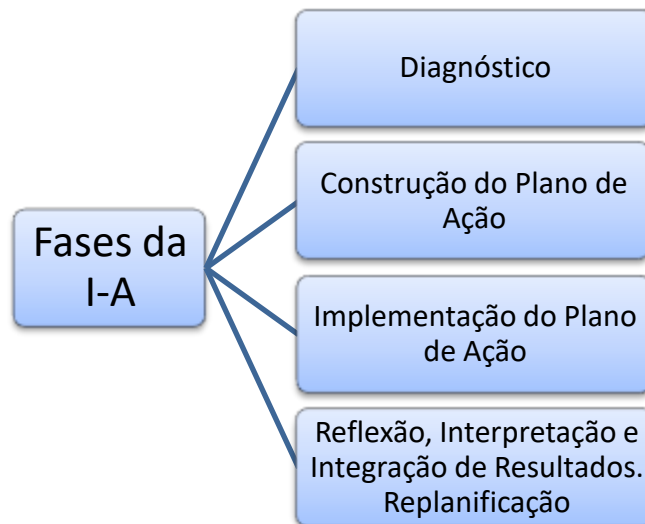 Fases da
I-A
Diagnóstico
Construção do Plano de
Ação
Implementação do Plano
de Ação
Reflexão, Interpretação e
Integração de Resultados.
Replanificação